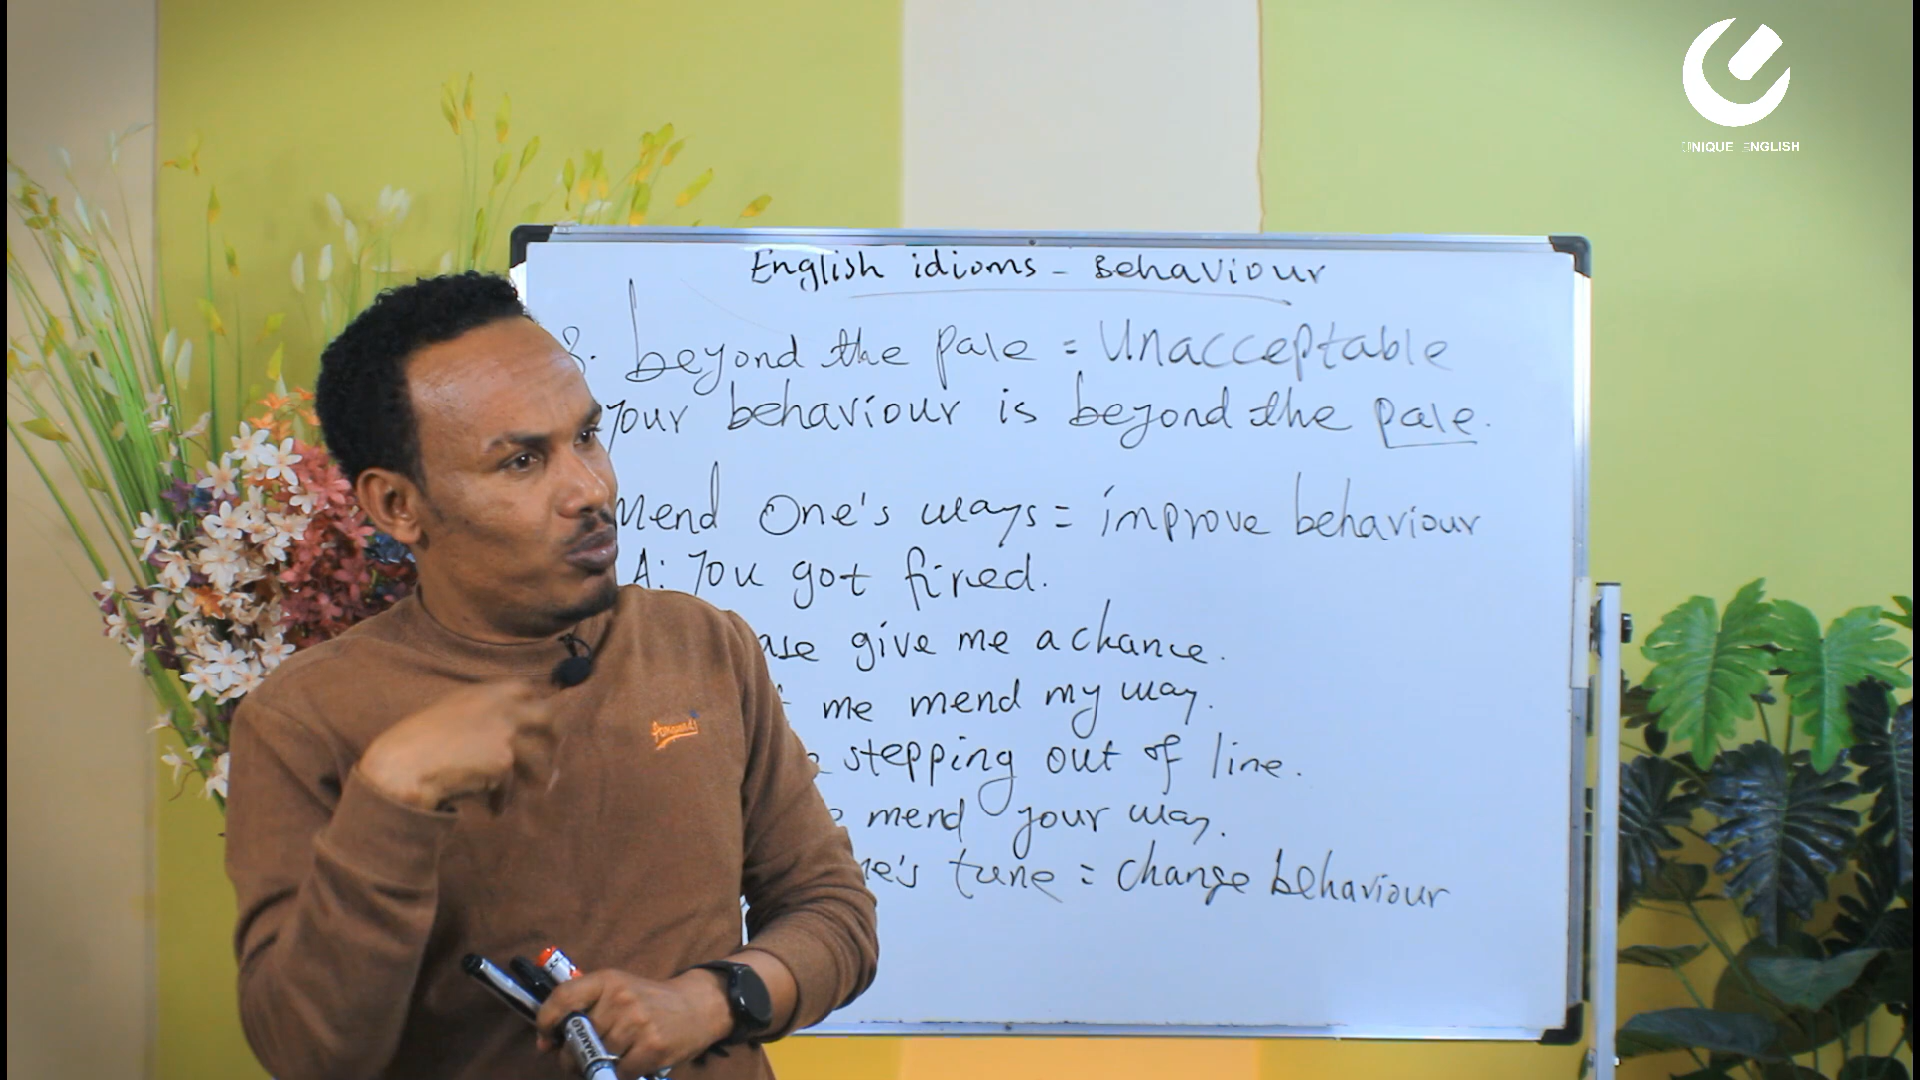 UNIQUE ENGLISH
English idioms - Behaviour
8. beyond the pale = Unacceptable
your behaviour is beyond the pale.
Mend One's ways = improve behaviour
A: You got fired.
give me a chance.
me mend my way.
stepping out of line.
mend your way.
tune = change behaviour
MAXIFLO